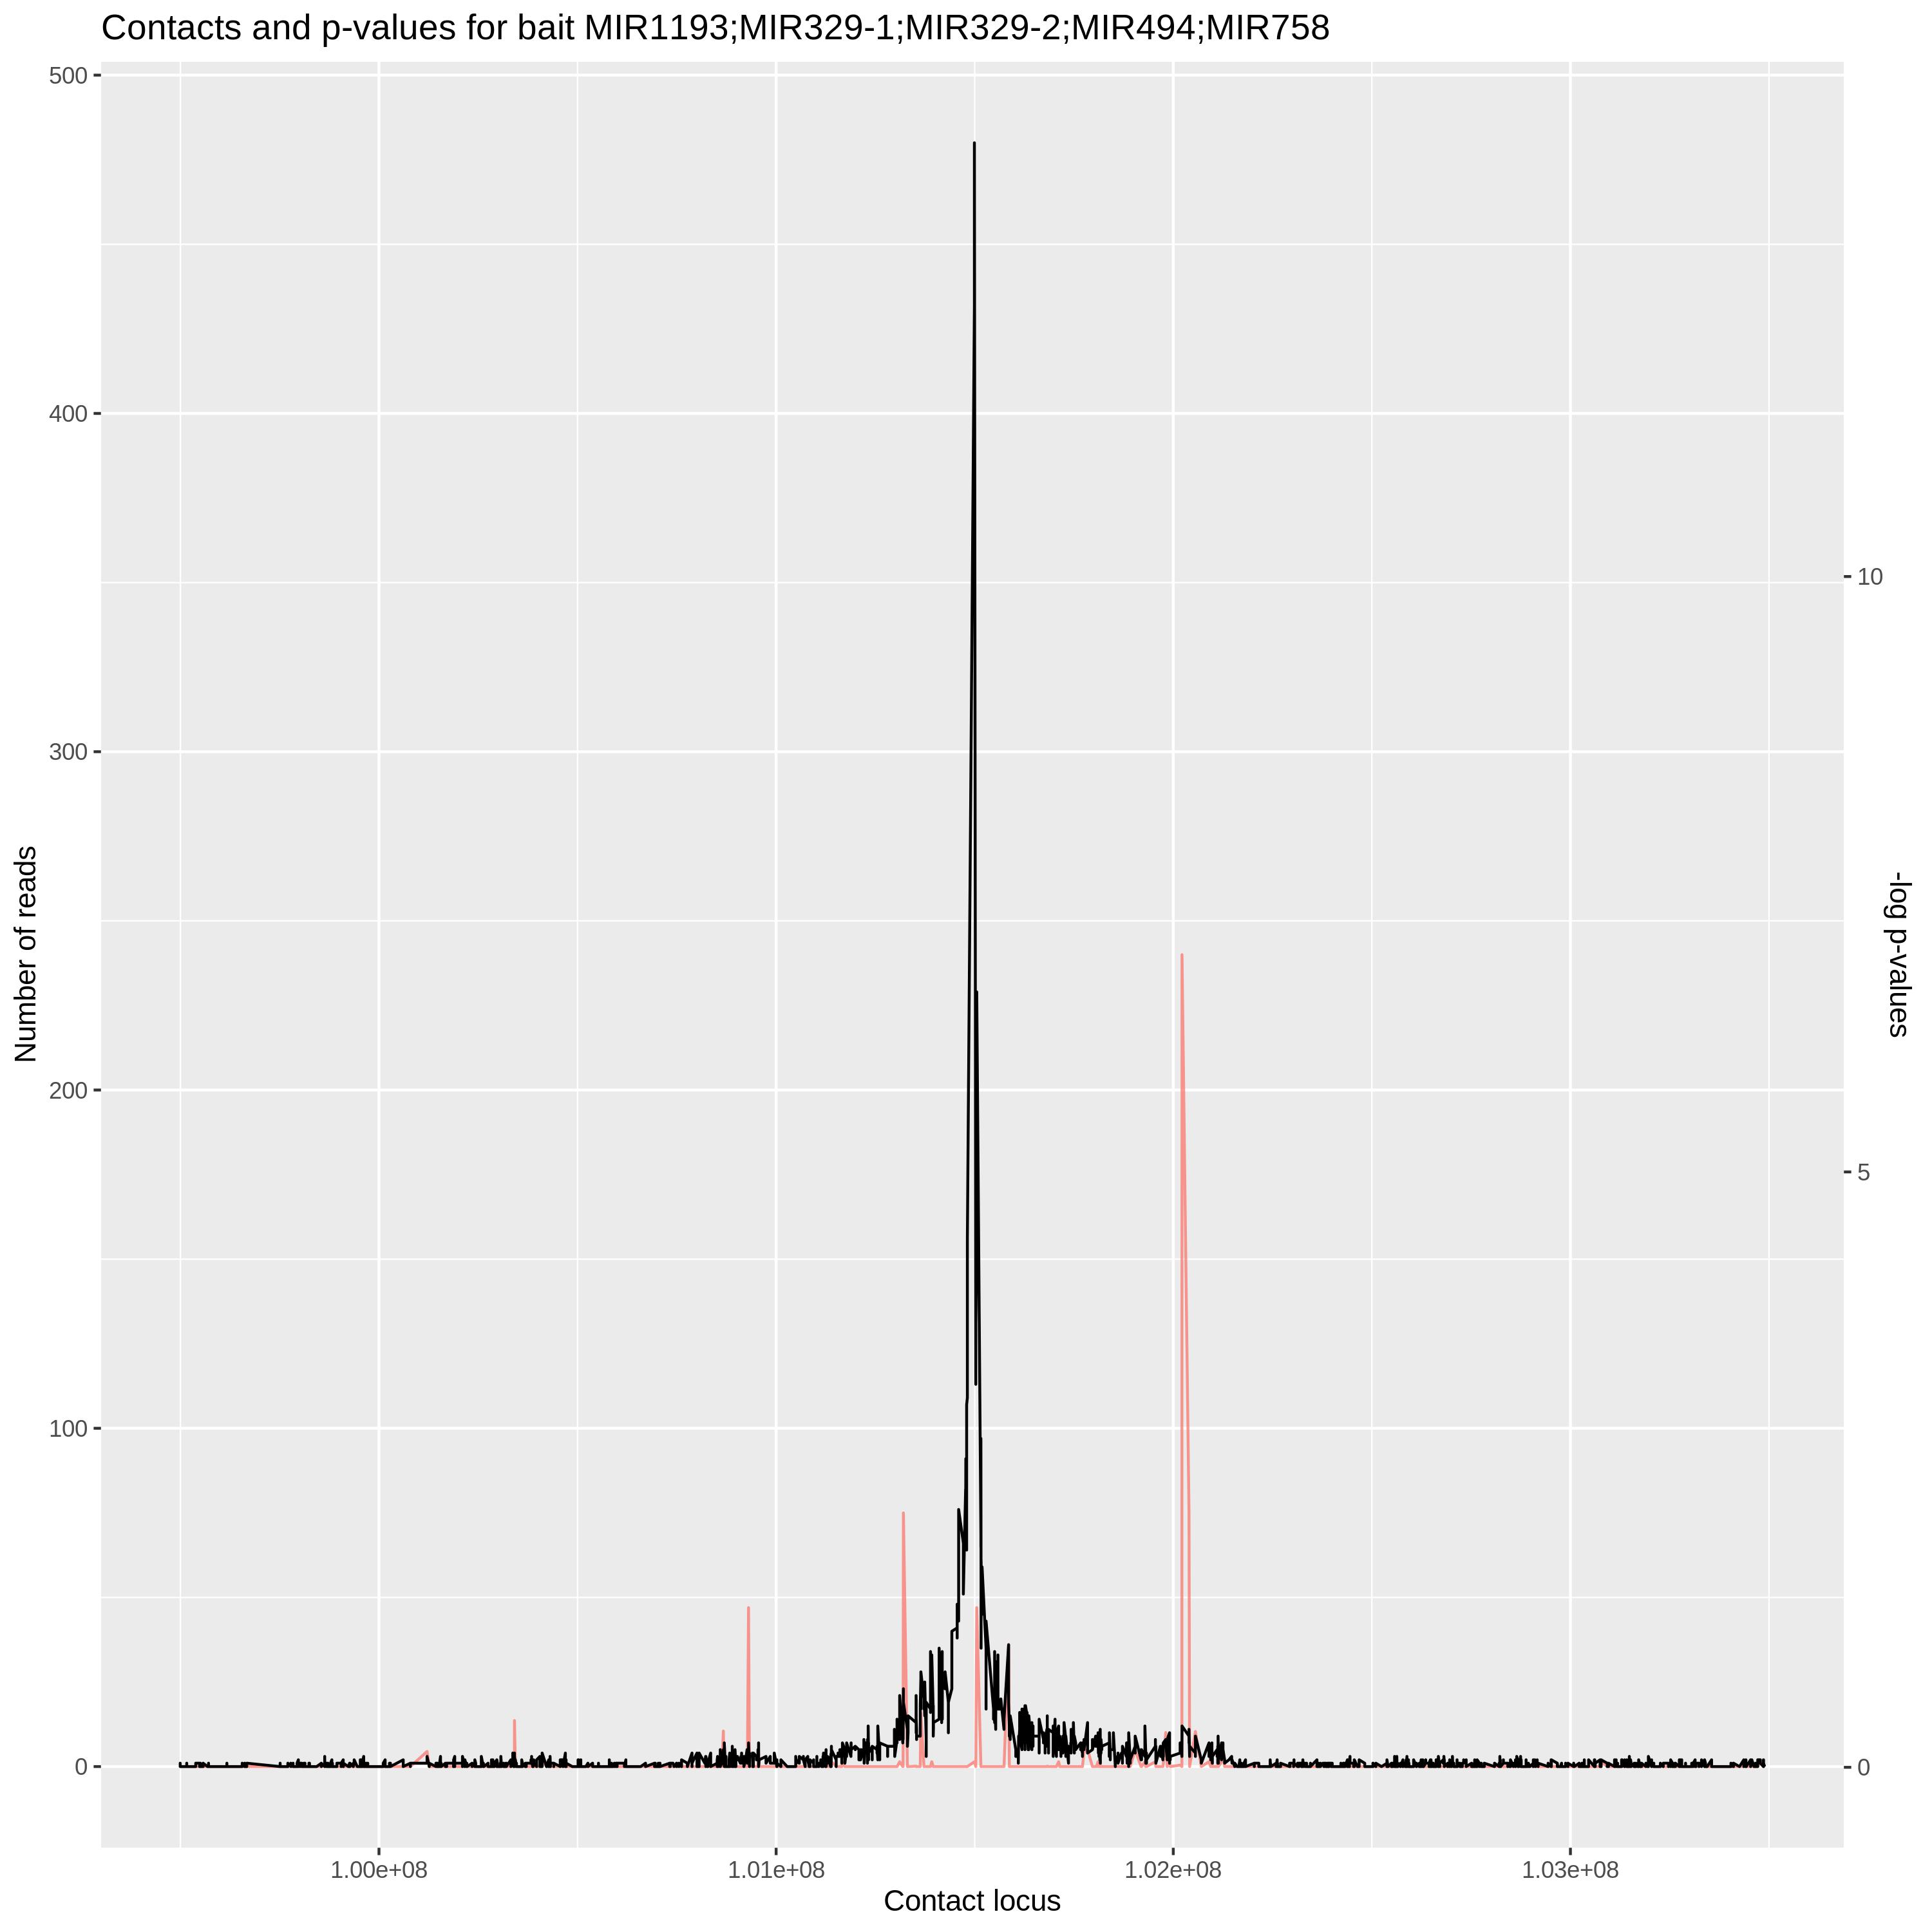 Contacts and p-values for bait MIR1193;MIR329-1;MIR329-2;MIR494;MIR758
500
400
300
200
100
0
Number of reads
10
5
0
-log p-values
1.00e+08
1.01e+08
1.02e+08
1.03e+08
Contact locus